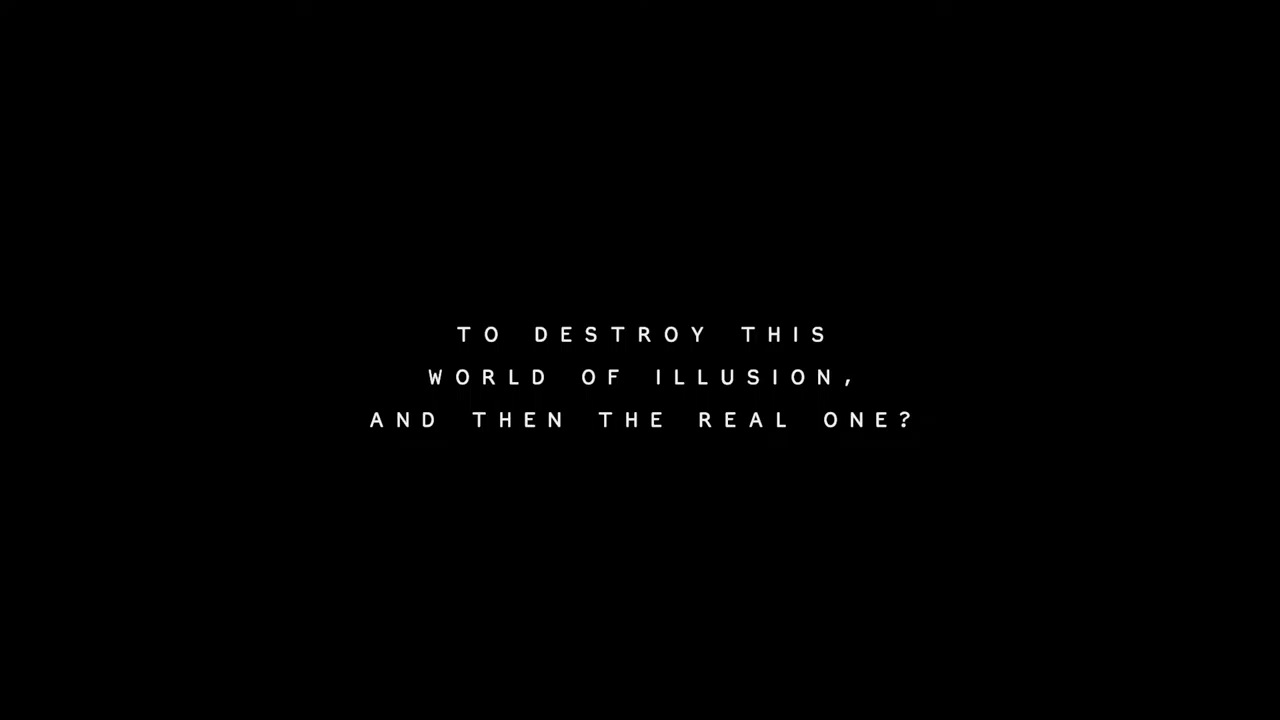 TO DESTROY THIS
WORLD OF ILLUSION,
AND THEN THE REAL ONE?